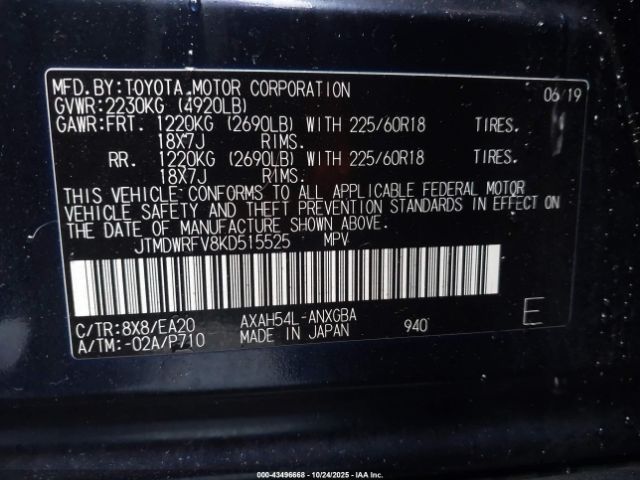 MFD.BY:TOYOTA MOTOR CORPORATION 06/19
GVWR:2230KG (4920LB)
GAWR:FRT. 1220KG (2690LB) WITH 225/60R18 TIRES.
18X7J RIMS.
RR. 1220KG (2690LB) WITH 225/60R18 TIRES.
18X7J RIMS.
THIS VEHICLE CONFORMS TO ALL APPLICABLE FEDERAL MOTOR
VEHICLE SAFETY AND THEFT PREVENTION STANDARDS IN EFFECT ON
THE DATE OF MANUFACTURE SHOWN ABOVE.
JTMDWRFV8KD515525 MPV
C/TR:8X8/EA20 AXAH54L-ANXGBA E
A/TM:-02A/P710 MADE IN JAPAN 940
000-43496668 - 10/24/2025 - IAA Inc.